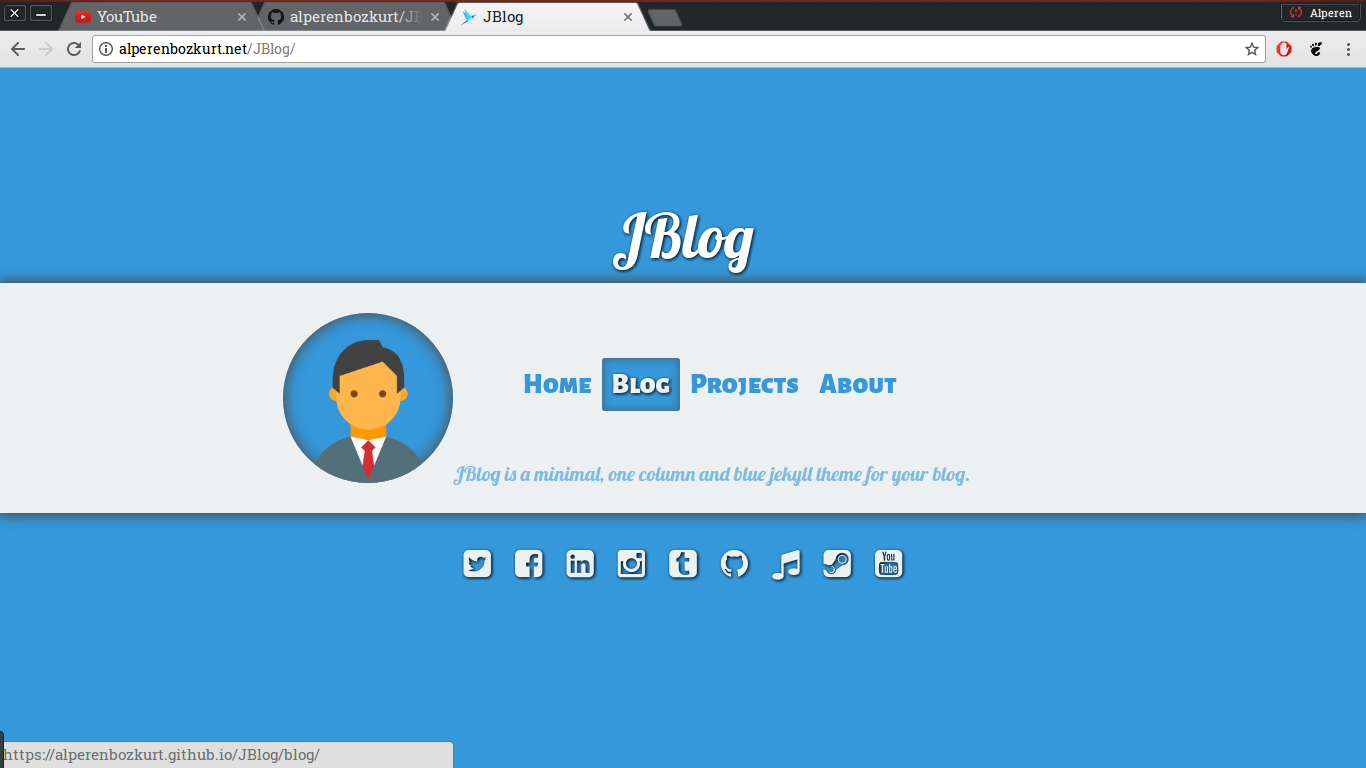 YouTube
alperenbozkurt/JB
JBlog
Alperen
alperenbozkurt.net/JBlog/
JBlog
Home Blog Projects About
JBlog is a minimal, one column and blue jekyll theme for your blog.
You Tube
https://alperenbozkurt.github.io/JBlog/blog/